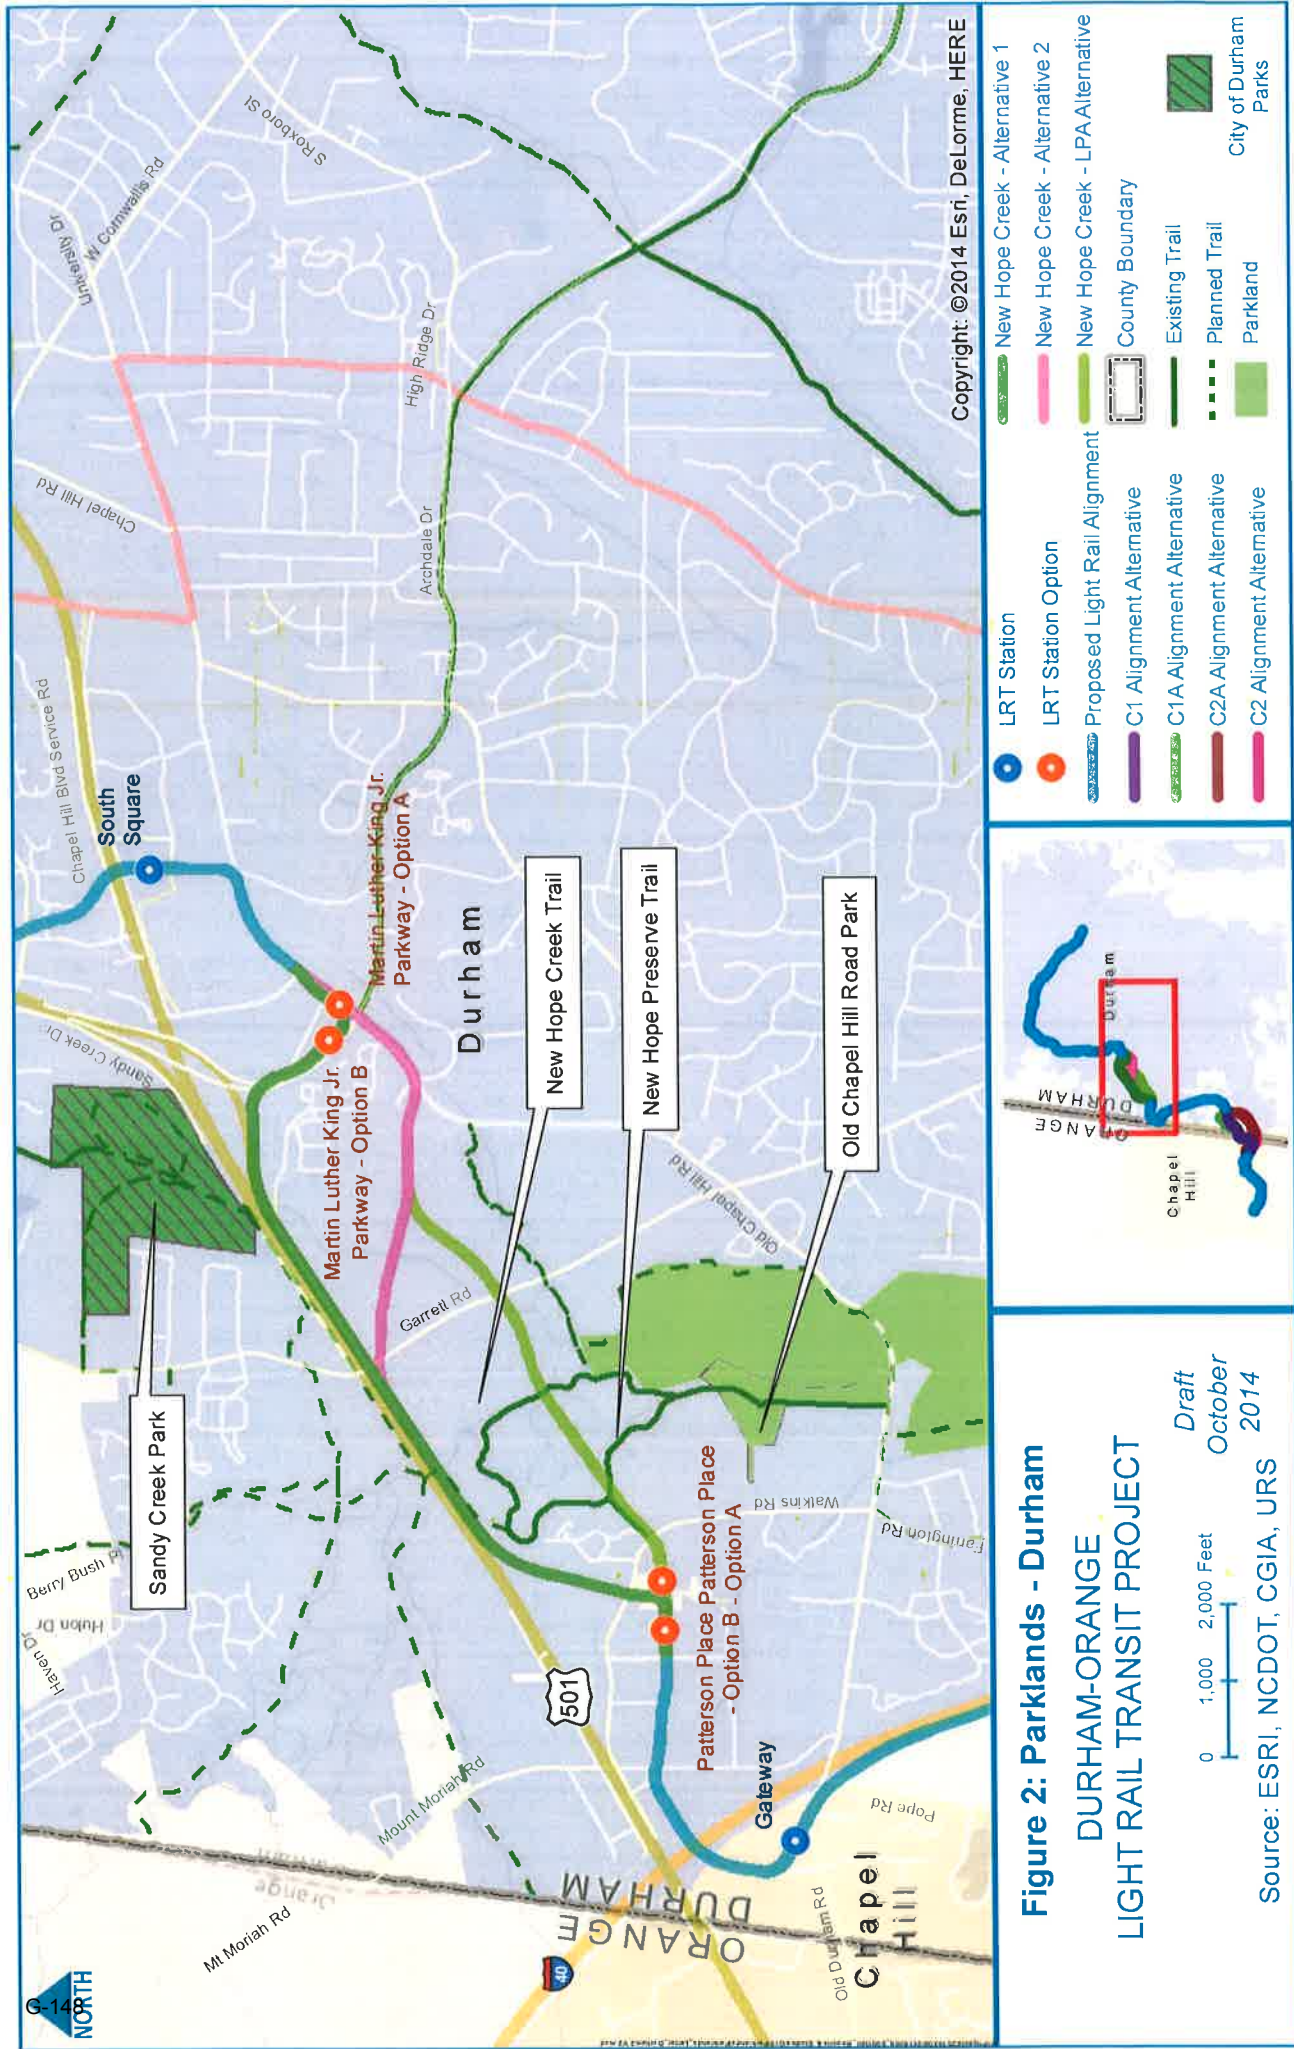 G-148
NORTH
Mt Moriah Rd
Haven Dr
Hulon Dr
Berry Bush Pl
Sandy Creek Park
Sandy Creek Dr
Chapel Hill Blvd Service Rd
South
Square
Chapel Hill Rd
University Dr
W Cornwallis Rd
S Roxboro St
High Ridge Dr
Archdale Dr
Martin Luther King Jr.
Parkway - Option A
Martin Luther King Jr.
Parkway - Option B
Durham
Garrett Rd
New Hope Creek Trail
New Hope Preserve Trail
Old Chapel Hill Road Park
Old Chapel Hill Rd
Mount Moriah Rd
Orange
501
40
ORANGE
DURHAM
Patterson Place Patterson Place
- Option B - Option A
Watkins Rd
Farrington Rd
Gateway
Pope Rd
Old Durham Rd
Chapel
Hill
Copyright: ©2014 Esri, DeLorme, HERE
Figure 2: Parklands - Durham
DURHAM-ORANGE
LIGHT RAIL TRANSIT PROJECT
Draft
October
2014
0 1,000 2,000 Feet
Source: ESRI, NCDOT, CGIA, URS
ORANGE
DURHAM
Durham
Chapel
Hill
LRT Station
LRT Station Option
Proposed Light Rail Alignment
C1 Alignment Alternative
C1A Alignment Alternative
C2A Alignment Alternative
C2 Alignment Alternative
New Hope Creek - Alternative 1
New Hope Creek - Alternative 2
New Hope Creek - LPA Alternative
County Boundary
Existing Trail
Planned Trail
Parkland
City of Durham
Parks